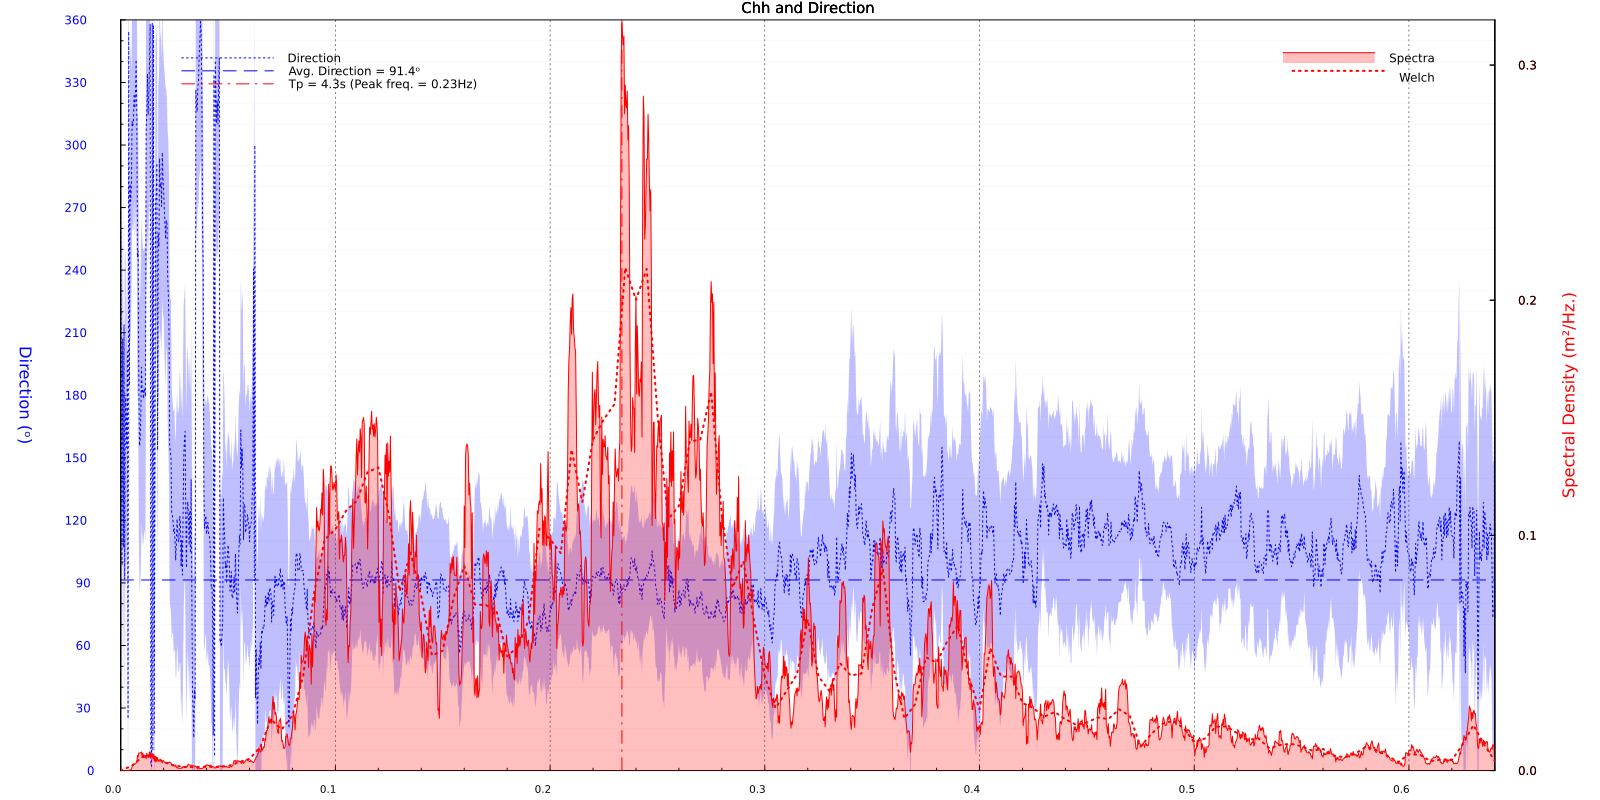 Chh and Direction
Direction
Avg. Direction = 91.4°
Tp = 4.3s (Peak freq. = 0.23Hz)
Spectra
Welch
360
330
300
270
240
210
180
150
120
90
60
30
0
Direction (°)
0.3
0.2
0.1
0.0
Spectral Density (m²/Hz.)
0.0 0.1 0.2 0.3 0.4 0.5 0.6